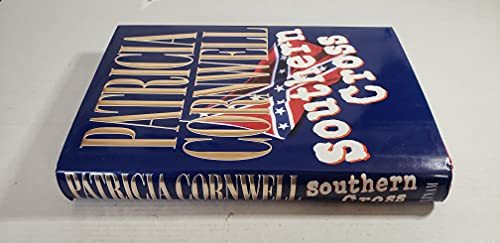 PATRICIA
CORNWELL
southern
Cross
PATRICIA CORNWELL
southern
Cross